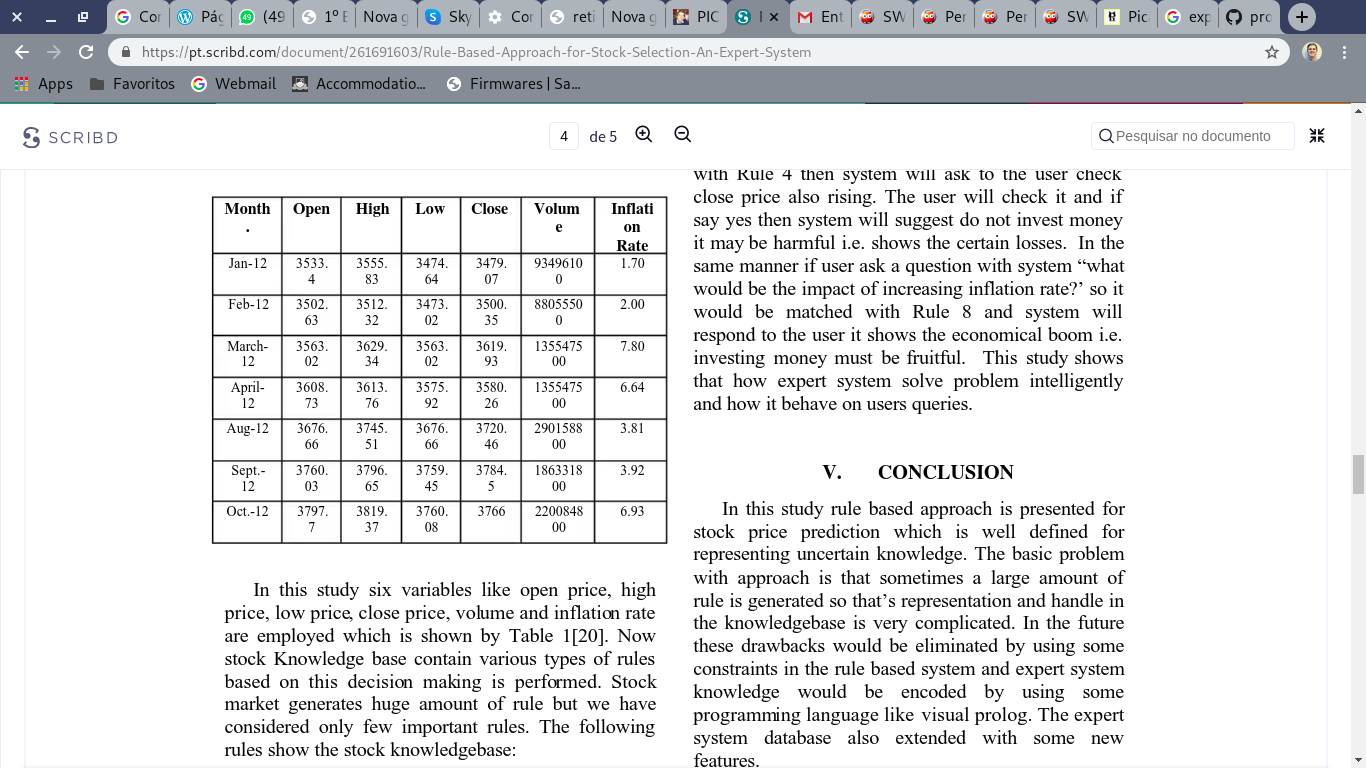 Cor
Pág
(49
1º E
Nova g
Sky
Cor
reti
Nova g
PIC
Ent
SW
Per
Per
SW
Pic
exp
pro
https://pt.scribd.com/document/261691603/Rule-Based-Approach-for-Stock-Selection-An-Expert-System
Apps Favoritos Webmail Accommodatio... Firmwares | Sa...
SCRIBD
4 de 5
Pesquisar no documento
Month. Open High Low Close Volume Inflation Rate
Jan-12 3533.4 3555.83 3474.64 3479.07 93496100 1.70
Feb-12 3502.63 3512.32 3473.02 3500.35 88055500 2.00
March-12 3563.02 3629.34 3563.02 3619.93 135547500 7.80
April-12 3608.73 3613.76 3575.92 3580.26 135547500 6.64
Aug-12 3676.66 3745.51 3676.66 3720.46 290158800 3.81
Sept.-12 3760.03 3796.65 3759.45 3784.5 186331800 3.92
Oct.-12 3797.7 3819.37 3760.08 3766 220084800 6.93
In this study six variables like open price, high
price, low price, close price, volume and inflation rate
are employed which is shown by Table 1[20]. Now
stock Knowledge base contain various types of rules
based on this decision making is performed. Stock
market generates huge amount of rule but we have
considered only few important rules. The following
rules show the stock knowledgebase:
with Rule 4 then system will ask to the user check
close price also rising. The user will check it and if
say yes then system will suggest do not invest money
it may be harmful i.e. shows the certain losses. In the
same manner if user ask a question with system “what
would be the impact of increasing inflation rate?’ so it
would be matched with Rule 8 and system will
respond to the user it shows the economical boom i.e.
investing money must be fruitful. This study shows
that how expert system solve problem intelligently
and how it behave on users queries.
V. CONCLUSION
In this study rule based approach is presented for
stock price prediction which is well defined for
representing uncertain knowledge. The basic problem
with approach is that sometimes a large amount of
rule is generated so that’s representation and handle in
the knowledgebase is very complicated. In the future
these drawbacks would be eliminated by using some
constraints in the rule based system and expert system
knowledge would be encoded by using some
programming language like visual prolog. The expert
system database also extended with some new
features.